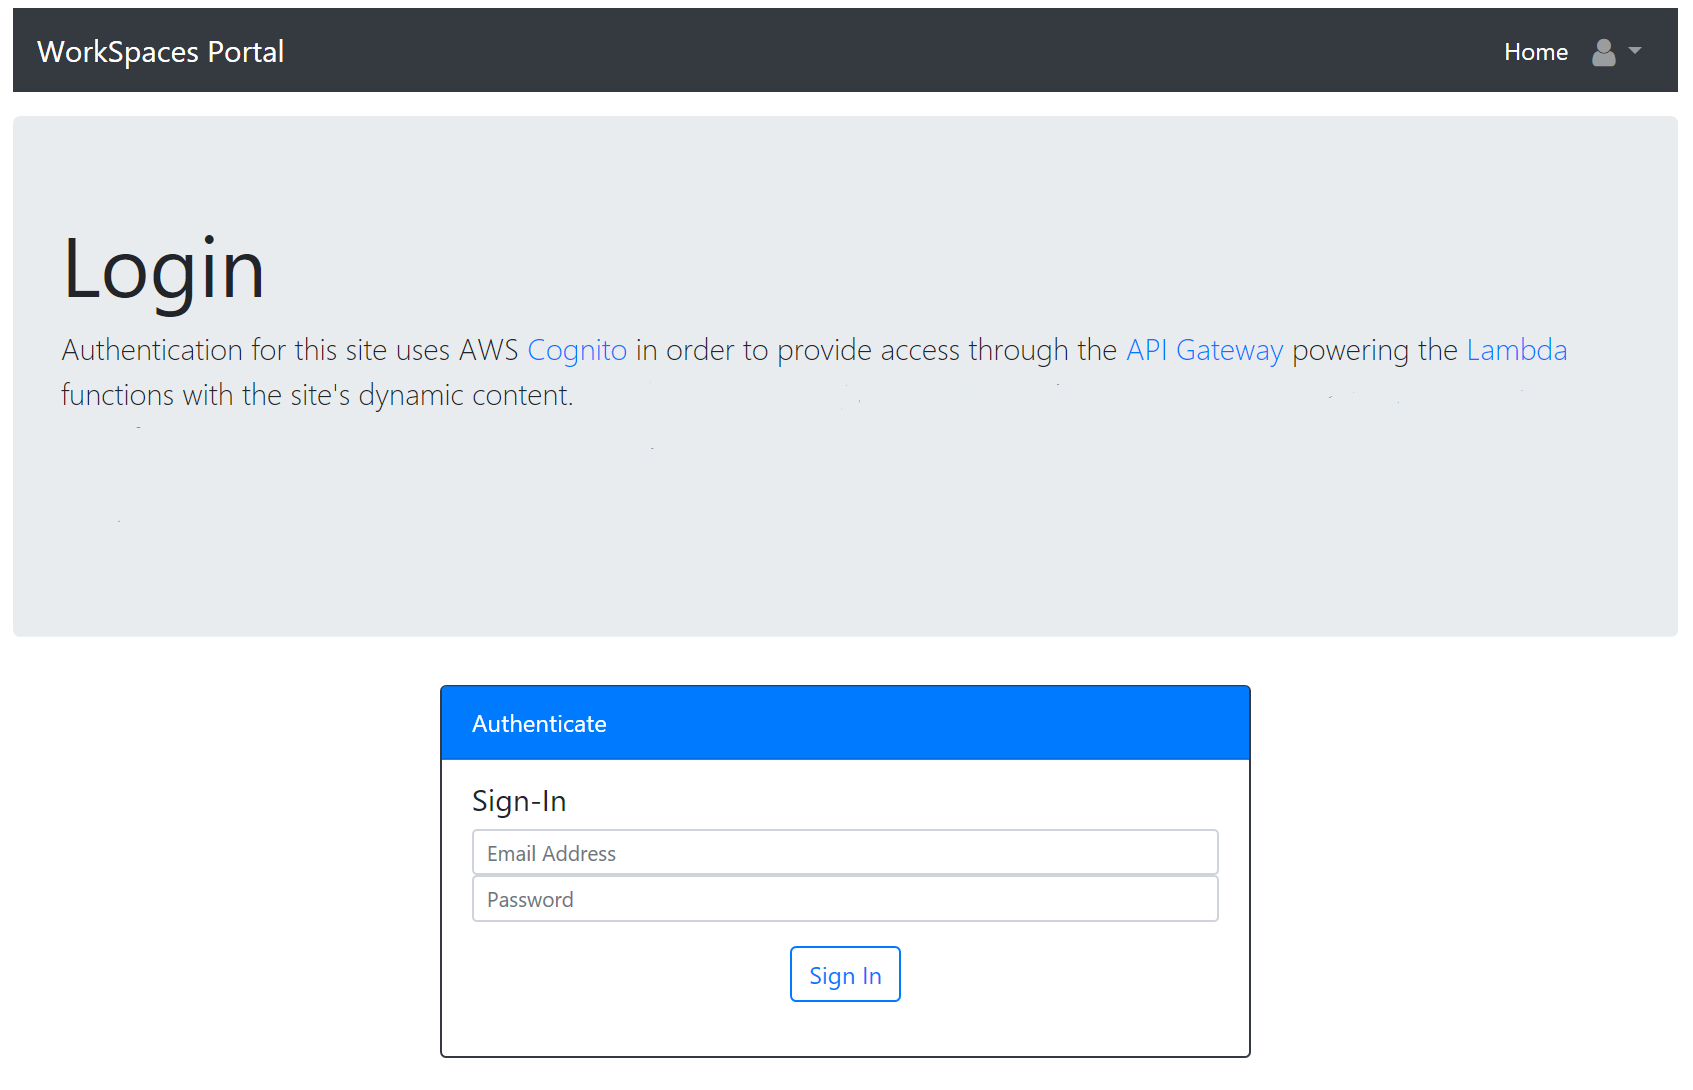 WorkSpaces Portal
Home
Login
Authentication for this site uses AWS Cognito in order to provide access through the API Gateway powering the Lambda
functions with the site's dynamic content.
Authenticate
Sign-In
Email Address
Password
Sign In